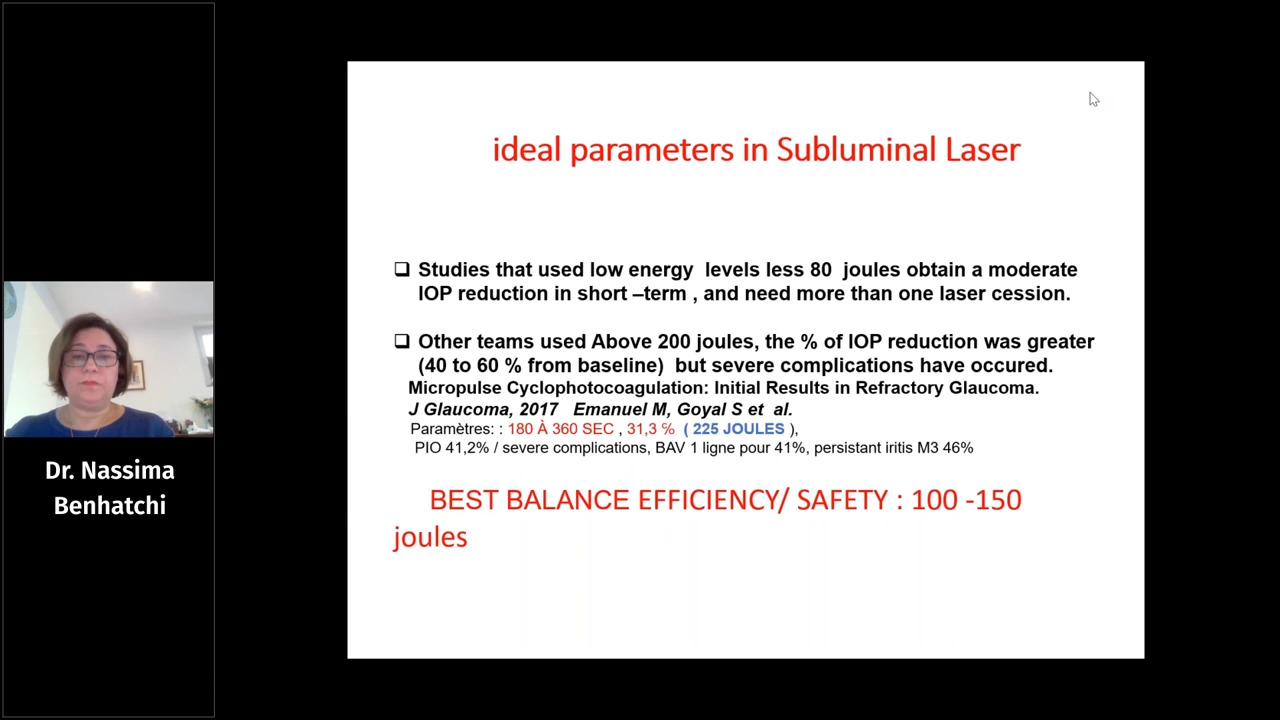 ideal parameters in Subluminal Laser
❑ Studies that used low energy levels less 80 joules obtain a moderate
IOP reduction in short –term , and need more than one laser cession.
❑ Other teams used Above 200 joules, the % of IOP reduction was greater
(40 to 60 % from baseline) but severe complications have occured.
Micropulse Cyclophotocoagulation: Initial Results in Refractory Glaucoma.
J Glaucoma, 2017 Emanuel M, Goyal S et al.
Paramètres: : 180 À 360 SEC , 31,3 % ( 225 JOULES ),
PIO 41,2% / severe complications, BAV 1 ligne pour 41%, persistant iritis M3 46%
BEST BALANCE EFFICIENCY/ SAFETY : 100 -150
joules
Dr. Nassima
Benhatchi